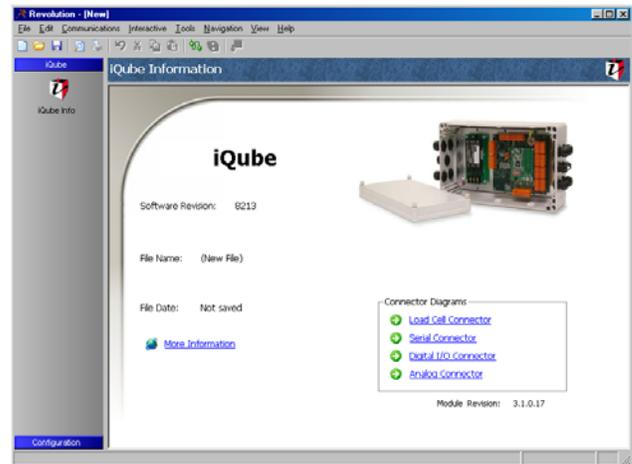 Revolution - [New]
File Edit Communications Interactive Tools Navigation View Help
iQube
iQube Information
iQube Info
iQube
Software Revision: 8213
File Name: (New File)
File Date: Not saved
More Information
Connector Diagrams
Load Cell Connector
Serial Connector
Digital I/O Connector
Analog Connector
Module Revision: 3.1.0.17
Configuration